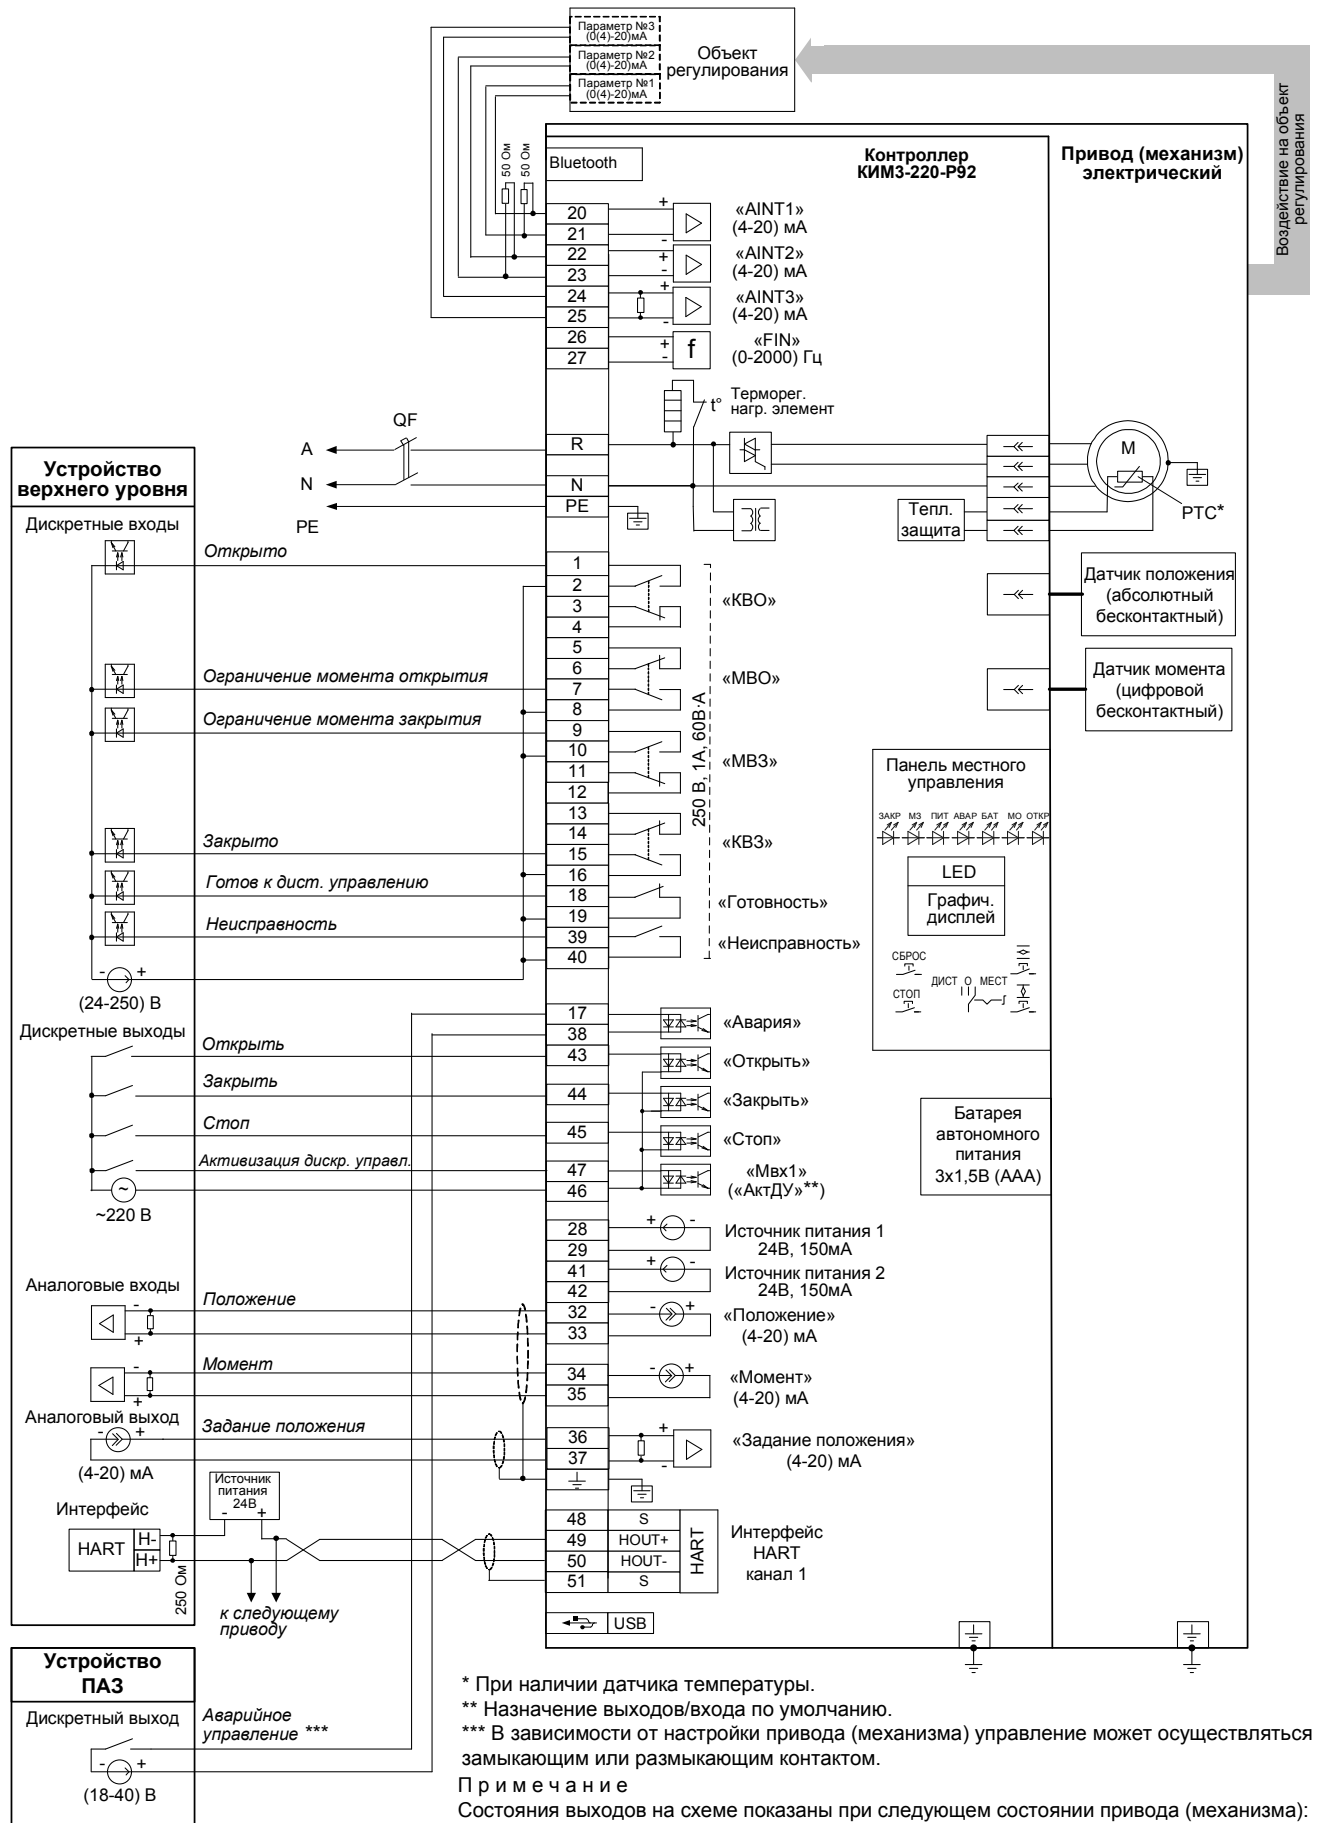 Параметр №3
(0(4)-20)мА
Параметр №2
(0(4)-20)мА
Параметр №1
(0(4)-20)мА
Объект
регулирования
Воздействие на объект
регулирования
50 Ом
50 Ом
Bluetooth
Контроллер
КИМ3-220-Р92
Привод (механизм)
электрический
20
21
22
23
24
25
26
27
+
-
«AINT1»
(4-20) мА
+
-
«AINT2»
(4-20) мА
+
-
«AINT3»
(4-20) мА
+
-
f
«FIN»
(0-2000) Гц
t°
Терморег.
нагр. элемент
QF
A
N
PE
R
N
PE
M
PTC*
Тепл.
защита
Устройство
верхнего уровня
Дискретные входы
Открыто
Ограничение момента открытия
Ограничение момента закрытия
Закрыто
Готов к дист. управлению
Неисправность
- +
(24-250) В
1
2
3
4
5
6
7
8
9
10
11
12
13
14
15
16
18
19
39
40
«КВО»
«МВО»
«МВЗ»
«КВЗ»
«Готовность»
«Неисправность»
250 В, 1А, 60В·А
Датчик положения
(абсолютный
бесконтактный)
Датчик момента
(цифровой
бесконтактный)
Панель местного
управления
ЗАКР МЗ ПИТ АВАР БАТ МО ОТКР
LED
Графич.
дисплей
СБРОС
СТОП
ДИСТ О МЕСТ
Дискретные выходы
Открыть
Закрыть
Стоп
Активизация дискр. управл.
~
~220 В
17
38
43
44
45
47
46
«Авария»
«Открыть»
«Закрыть»
«Стоп»
«Мвх1»
(«АктДУ»**)
Батарея
автономного
питания
3х1,5В (ААА)
28
29
41
42
32
33
34
35
36
37
+ -
Источник питания 1
24В, 150мА
+ -
Источник питания 2
24В, 150мА
- +
«Положение»
(4-20) мА
- +
«Момент»
(4-20) мА
+
-
«Задание положения»
(4-20) мА
Аналоговые входы
-
+
Положение
-
+
Момент
Аналоговый выход
- +
Задание положения
(4-20) мА
Источник
питания
24В
- +
Интерфейс
HART
H-
H+
250 Ом
к следующему
приводу
48
49
50
51
S
HOUT+
HOUT-
S
HART
Интерфейс
HART
канал 1
USB
Устройство
ПАЗ
Дискретный выход
Аварийное
управление ***
- +
(18-40) В
* При наличии датчика температуры.
** Назначение выходов/входа по умолчанию.
*** В зависимости от настройки привода (механизма) управление может осуществляться
замыкающим или размыкающим контактом.
П р и м е ч а н и е
Состояния выходов на схеме показаны при следующем состоянии привода (механизма):